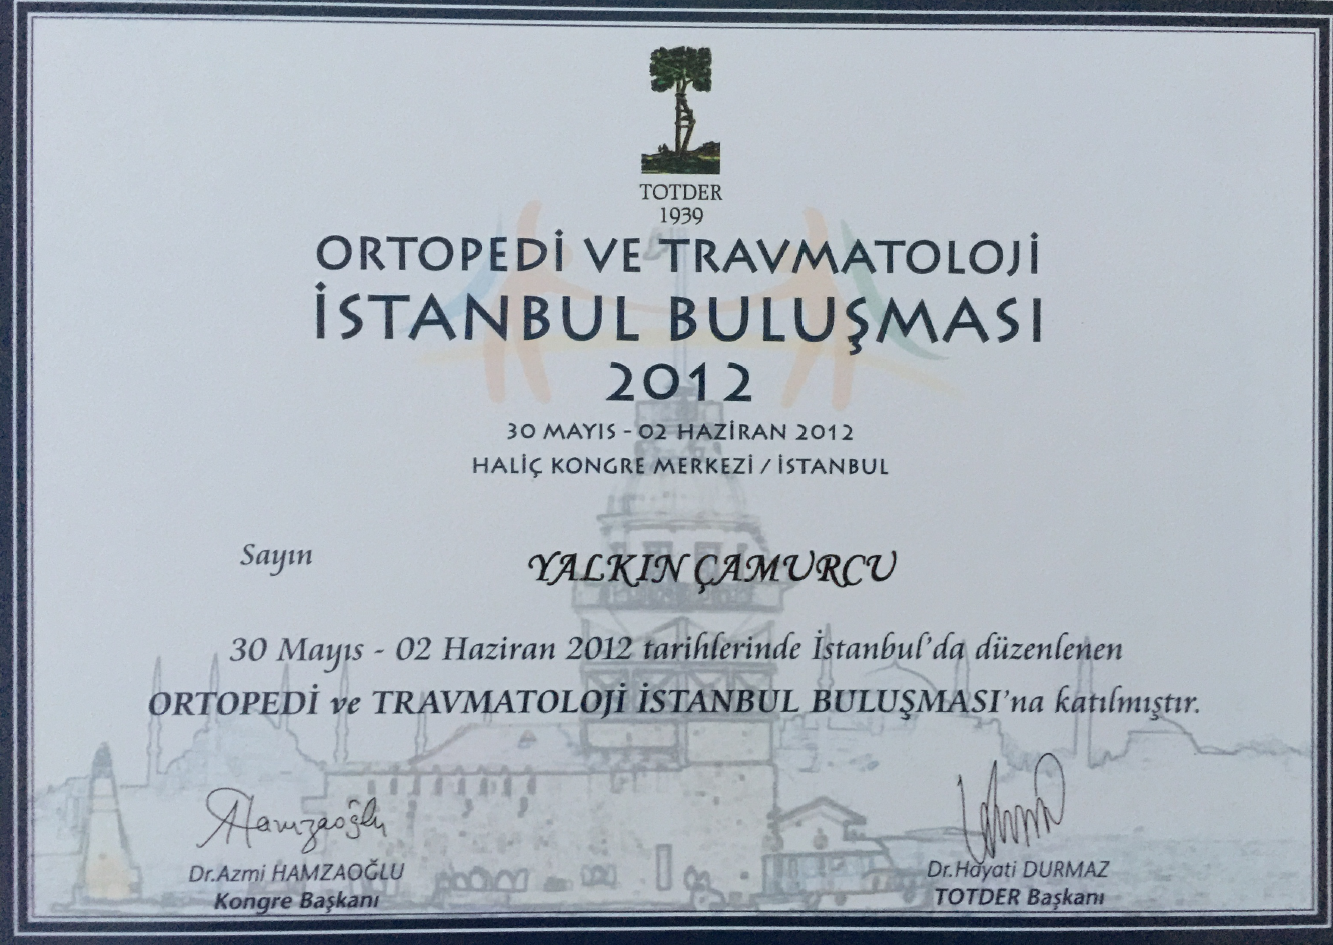 TOTDER
1939
ORTOPEDİ VE TRAVMATOLOJİ
İSTANBUL BULUŞMASI
2012
30 MAYIS - 02 HAZİRAN 2012
HALİÇ KONGRE MERKEZİ / İSTANBUL
Sayın YALKIN ÇAMURCU
30 Mayıs - 02 Haziran 2012 tarihlerinde İstanbul'da düzenlenen
ORTOPEDİ ve TRAVMATOLOJİ İSTANBUL BULUŞMASI'na katılmıştır.
Hamzaoğlu
Dr.Azmi HAMZAOĞLU
Kongre Başkanı
Dr.Hayati DURMAZ
TOTDER Başkanı